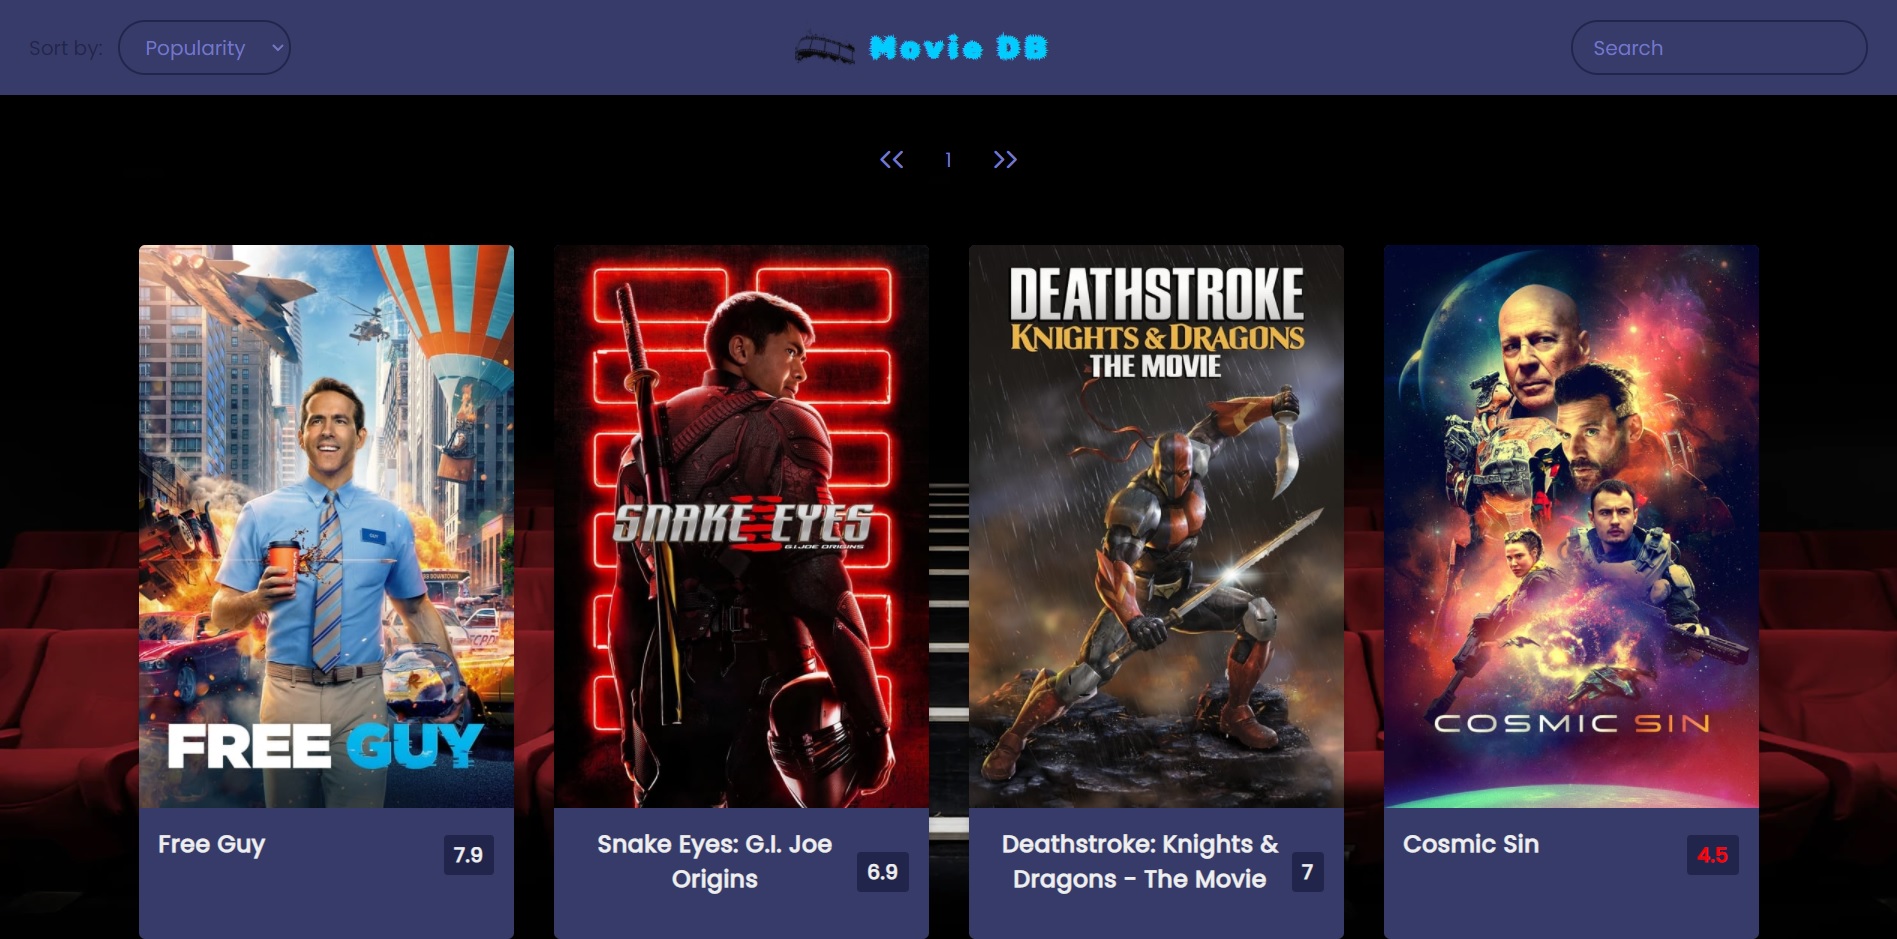 Sort by:
Popularity
Movie DB
Search
1
FREE GUY
SNAKE EYES
G.I. JOE ORIGINS
DEATHSTROKE
KNIGHTS & DRAGONS
THE MOVIE
COSMIC SIN
GUY
DOWNTOWN
Free Guy
7.9
Snake Eyes: G.I. Joe
Origins
6.9
Deathstroke: Knights &
Dragons - The Movie
7
Cosmic Sin
4.5